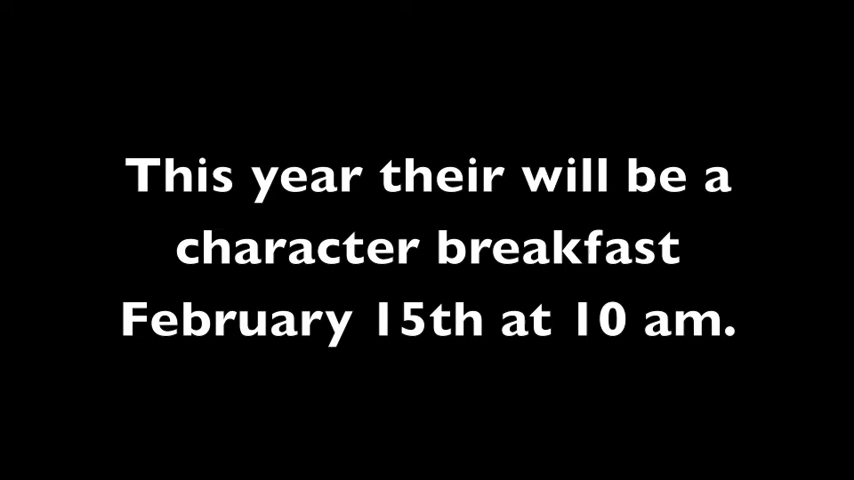 This year their will be a
character breakfast
February 15th at 10 am.